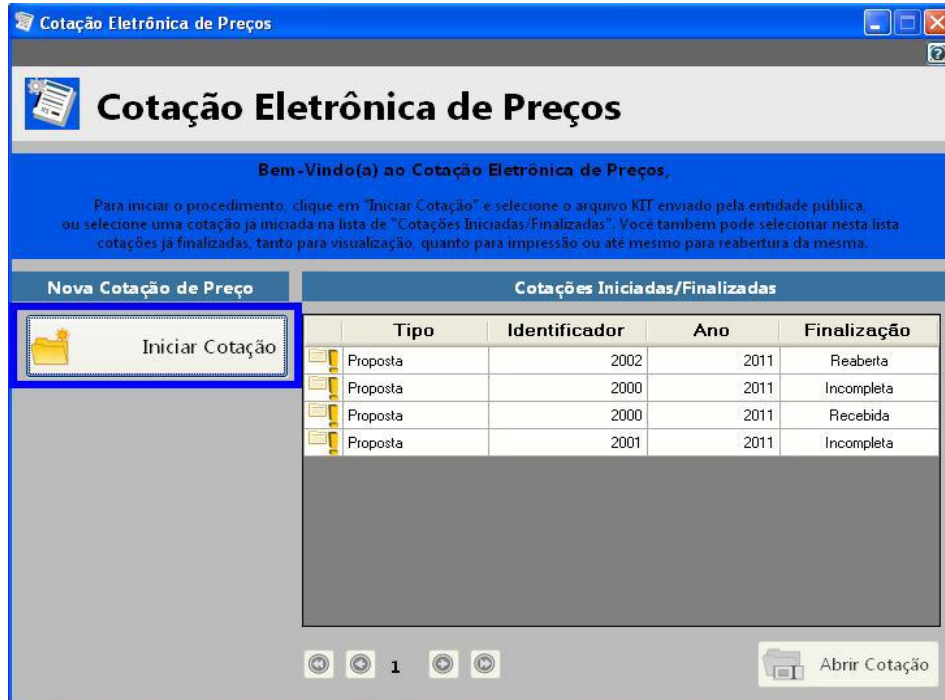 Cotação Eletrônica de Preços
Cotação Eletrônica de Preços
Bem-Vindo(a) ao Cotação Eletrônica de Preços,
Para iniciar o procedimento, clique em "Iniciar Cotação" e selecione o arquivo KIT enviado pela entidade pública,
ou selecione uma cotação já iniciada na lista de "Cotações Iniciadas/Finalizadas". Você também pode selecionar nesta lista
cotações já finalizadas, tanto para visualização, quanto para impressão ou até mesmo para reabertura da mesma.
Nova Cotação de Preço
Cotações Iniciadas/Finalizadas
Iniciar Cotação
Tipo Identificador Ano Finalização
Proposta 2002 2011 Reaberta
Proposta 2000 2011 Incompleta
Proposta 2000 2011 Recebida
Proposta 2001 2011 Incompleta
1
Abrir Cotação